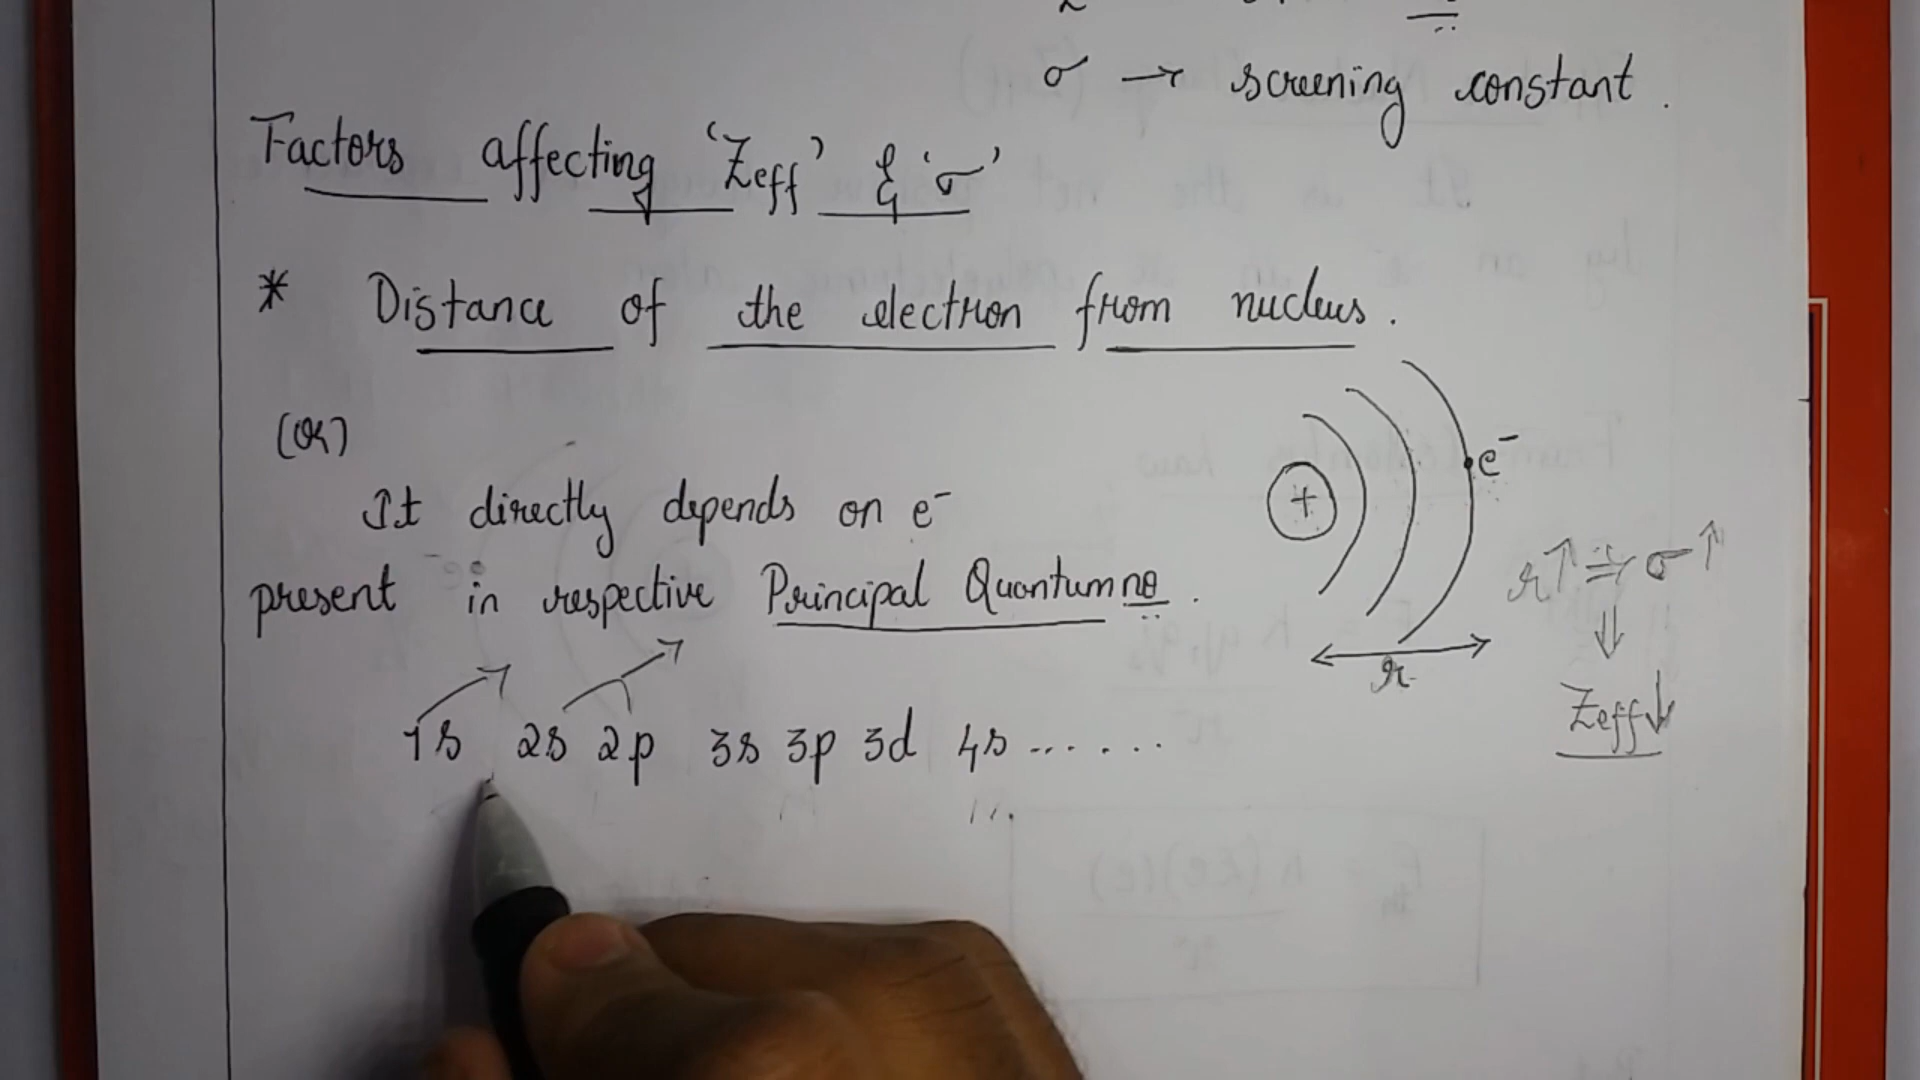 σ → screening constant .
Factors affecting 'Zeff' & 'σ'
* Distance of the electron from nucleus .
(or)
It directly depends on e⁻
present in respective Principal Quantum no .
1s 2s 2p 3s 3p 3d 4s ... . . .
+
e⁻
r
r↑ ⇒ σ↑
⇓
Zeff↓